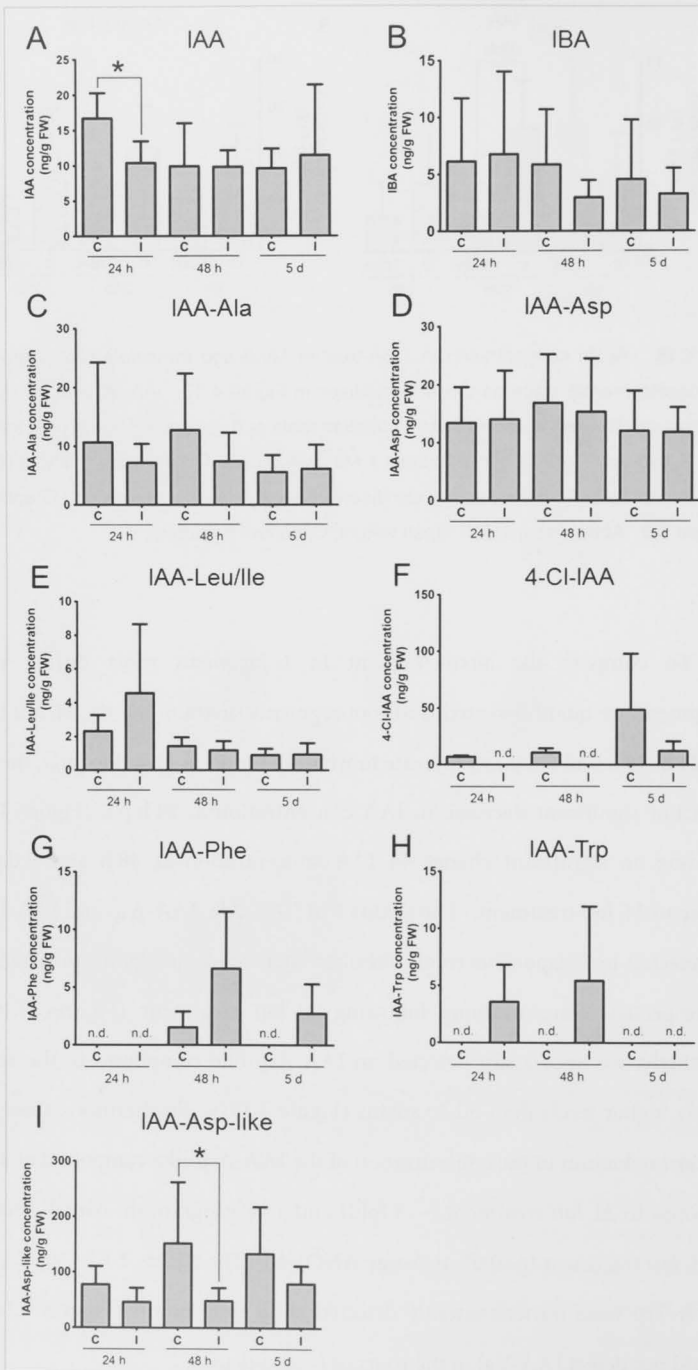 A
IAA
*
IAA concentration
(ng/g FW)
25
20
15
10
5
0
C I C I C I
24 h 48 h 5 d
B
IBA
IBA concentration
(ng/g FW)
15
10
5
0
C I C I C I
24 h 48 h 5 d
C
IAA-Ala
IAA-Ala concentration
(ng/g FW)
30
20
10
0
C I C I C I
24 h 48 h 5 d
D
IAA-Asp
IAA-Asp concentration
(ng/g FW)
30
20
10
0
C I C I C I
24 h 48 h 5 d
E
IAA-Leu/Ile
IAA-Leu/Ile concentration
(ng/g FW)
10
8
6
4
2
0
C I C I C I
24 h 48 h 5 d
F
4-Cl-IAA
4-Cl-IAA concentration
(ng/g FW)
150
100
50
0
n.d. n.d.
C I C I C I
24 h 48 h 5 d
G
IAA-Phe
IAA-Phe concentration
(ng/g FW)
15
10
5
0
n.d. n.d. n.d.
C I C I C I
24 h 48 h 5 d
H
IAA-Trp
IAA-Trp concentration
(ng/g FW)
15
10
5
0
n.d. n.d. n.d. n.d.
C I C I C I
24 h 48 h 5 d
I
IAA-Asp-like
*
IAA-Asp-like concentration
(ng/g FW)
300
200
100
0
C I C I C I
24 h 48 h 5 d